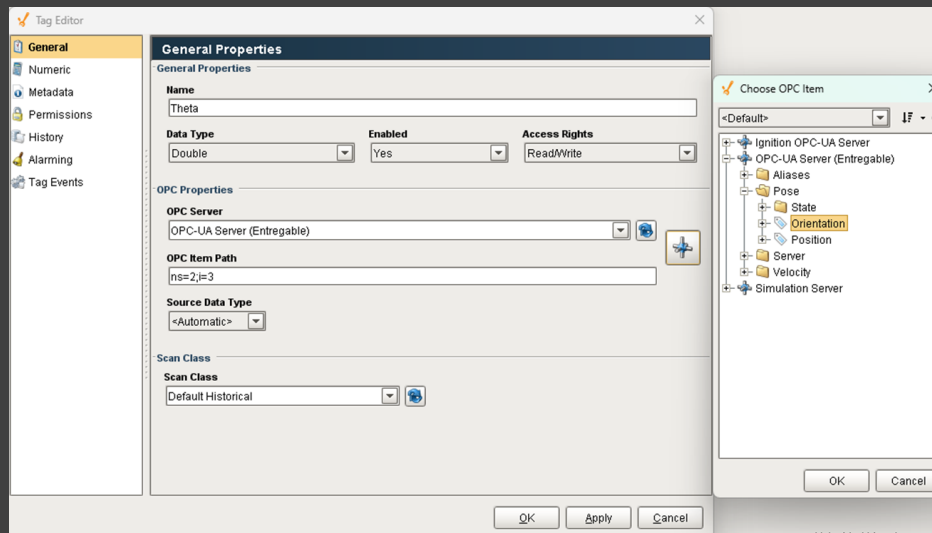 Tag Editor
General
Numeric
Metadata
Permissions
History
Alarming
Tag Events
General Properties
General Properties
Name
Theta
Data Type Enabled Access Rights
Double Yes Read/Write
OPC Properties
OPC Server
OPC-UA Server (Entregable)
OPC Item Path
ns=2;i=3
Source Data Type
<Automatic>
Scan Class
Scan Class
Default Historical
OK Apply Cancel
Choose OPC Item
<Default>
Ignition OPC-UA Server
OPC-UA Server (Entregable)
Aliases
Pose
State
Orientation
Position
Server
Velocity
Simulation Server
OK Cancel